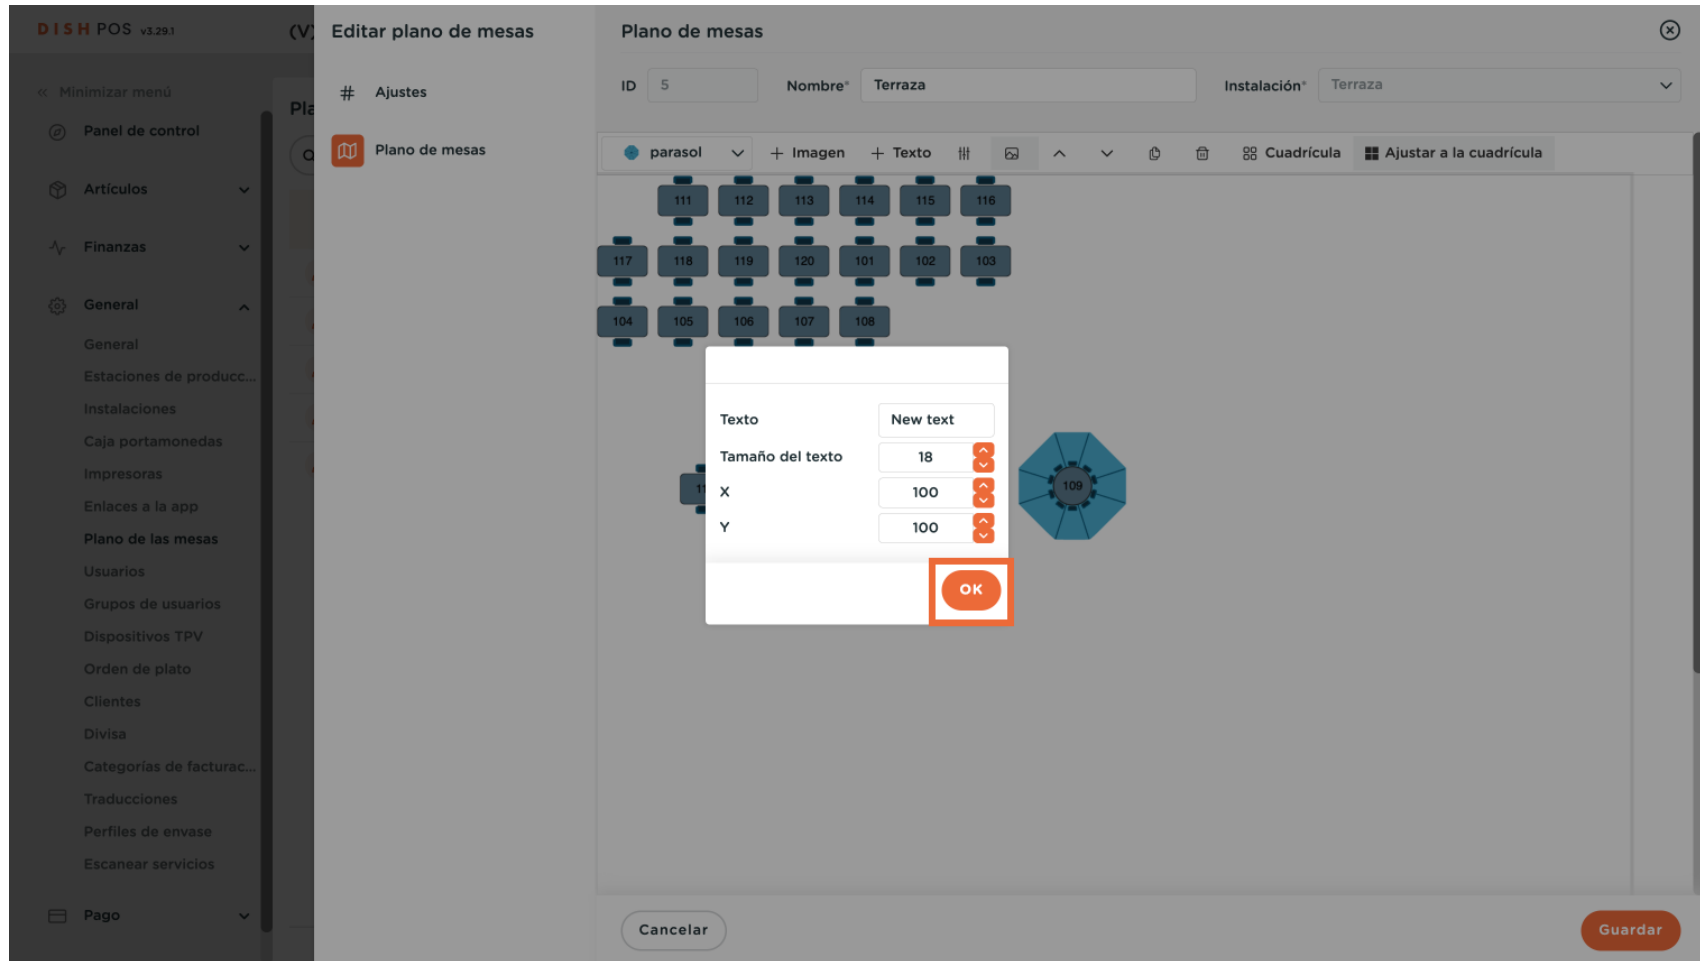 DISH POS v3.29.1
(V)
Editar plano de mesas
Plano de mesas
Minimizar menú
Ajustes
ID 5
Nombre* Terraza
Instalación* Terraza
Panel de control
Plano de mesas
parasol
+ Imagen
+ Texto
Cuadrícula
Ajustar a la cuadrícula
Artículos
Finanzas
General
General
Estaciones de producc...
Instalaciones
Caja portamonedas
Impresoras
Enlaces a la app
Plano de las mesas
Usuarios
Grupos de usuarios
Dispositivos TPV
Orden de plato
Clientes
Divisa
Categorías de facturac...
Traducciones
Perfiles de envase
Escanear servicios
Pago
111 112 113 114 115 116
117 118 119 120 101 102 103
104 105 106 107 108
109
Texto New text
Tamaño del texto 18
X 100
Y 100
OK
Cancelar
Guardar